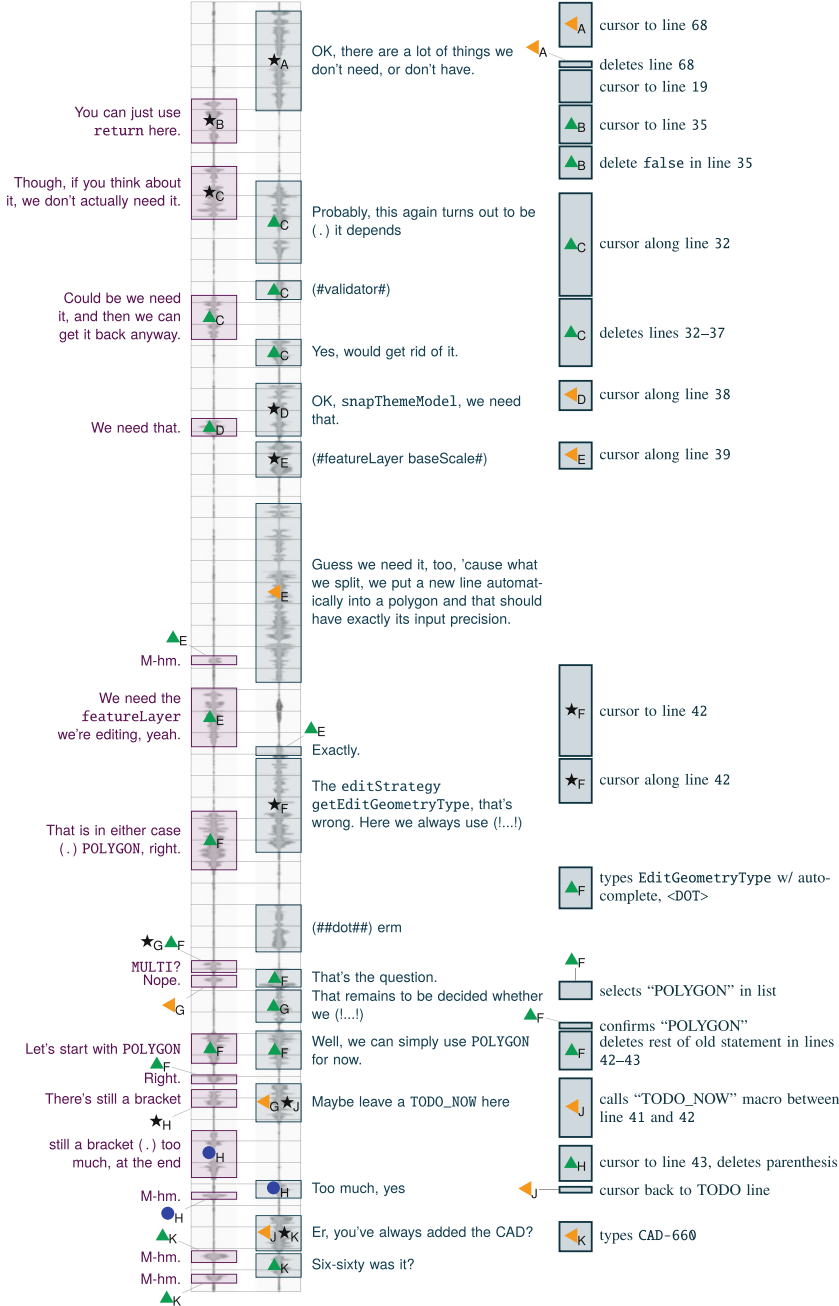 OK, there are a lot of things we
don't need, or don't have.
A
A
A
cursor to line 68
deletes line 68
cursor to line 19
You can just use
return here.
B
B
cursor to line 35
B
delete false in line 35
Though, if you think about
it, we don't actually need it.
C
Probably, this again turns out to be
(.) it depends
C
C
cursor along line 32
(#validator#)
C
Could be we need
it, and then we can
get it back anyway.
C
C
deletes lines 32–37
Yes, would get rid of it.
C
OK, snapThemeModel, we need
that.
D
D
cursor along line 38
We need that.
D
E
(#featureLayer baseScale#)
E
cursor along line 39
Guess we need it, too, 'cause what
we split, we put a new line automat-
ically into a polygon and that should
have exactly its input precision.
E
E
M-hm.
We need the
featureLayer
we're editing, yeah.
E
F
cursor to line 42
E
Exactly.
F
cursor along line 42
The editStrategy
getEditGeometryType, that's
wrong. Here we always use (!...!)
F
That is in either case
(.) POLYGON, right.
F
F
types EditGeometryType w/ auto-
complete, <DOT>
(##dot##) erm
G
F
MULTI?
Nope.
G
F
That's the question.
F
selects “POLYGON” in list
G
That remains to be decided whether
we (!...!)
F
confirms “POLYGON”
Let's start with POLYGON
F
F
Well, we can simply use POLYGON
for now.
F
deletes rest of old statement in lines
42–43
F
Right.
There's still a bracket
H
G
J
Maybe leave a TODO_NOW here
J
calls “TODO_NOW” macro between
line 41 and 42
still a bracket (.) too
much, at the end
H
H
cursor to line 43, deletes parenthesis
H
Too much, yes
J
cursor back to TODO line
M-hm.
H
J
K
Er, you've always added the CAD?
K
types CAD-660
K
M-hm.
K
Six-sixty was it?
M-hm.
K